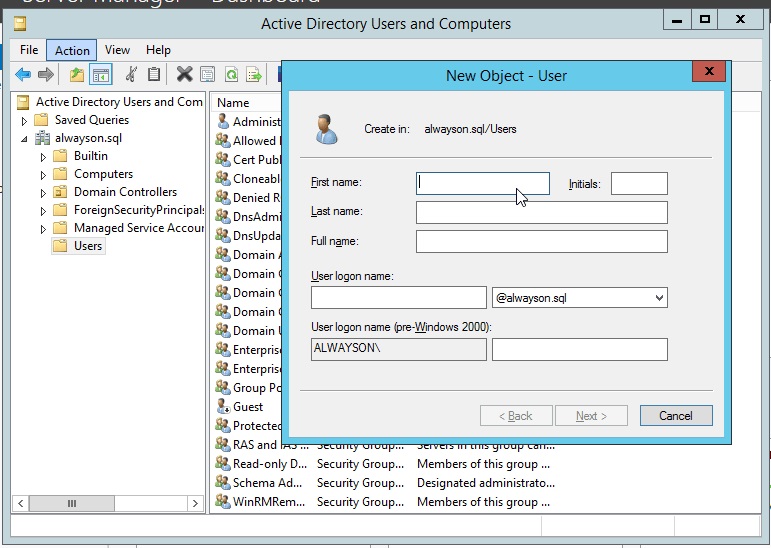 Server Manager Dashboard
Active Directory Users and Computers
File Action View Help
Active Directory Users and Com
Saved Queries
alwayson.sql
Builtin
Computers
Domain Controllers
ForeignSecurityPrincipals
Managed Service Accour
Users
Name
Administ
Allowed
Cert Publ
Cloneabl
Denied R
DnsAdmi
DnsUpda
Domain
Domain
Domain
Domain
Domain U
Enterprise
Enterprise
Group Po
Guest
Protected
RAS and IAS ... Security Group... Servers in this group can...
Read-only D... Security Group... Members of this group ...
Schema Ad... Security Group... Designated administrato...
WinRMRem... Security Group... Members of this group ...
New Object - User
Create in: alwayson.sql/Users
First name:
Initials:
Last name:
Full name:
User logon name:
@alwayson.sql
User logon name (pre-Windows 2000):
ALWAYSON\
< Back Next > Cancel